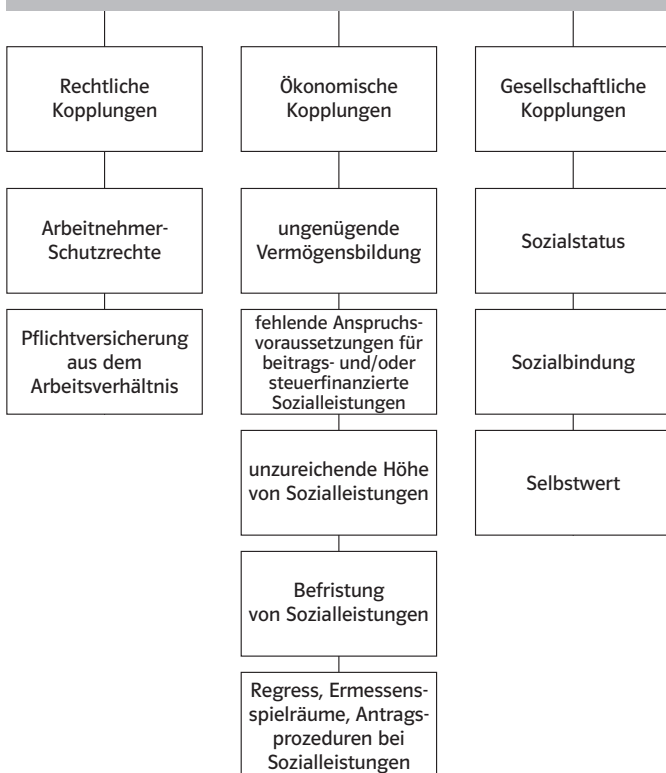 Rechtliche
Kopplungen
Arbeitnehmer-
Schutzrechte
Pflichtversicherung
aus dem
Arbeitsverhältnis
Ökonomische
Kopplungen
ungenügende
Vermögensbildung
fehlende Anspruchs-
voraussetzungen für
beitrags- und/oder
steuerfinanzierte
Sozialleistungen
unzureichende Höhe
von Sozialleistungen
Befristung
von Sozialleistungen
Regress, Ermessens-
spielräume, Antrags-
prozeduren bei
Sozialleistungen
Gesellschaftliche
Kopplungen
Sozialstatus
Sozialbindung
Selbstwert